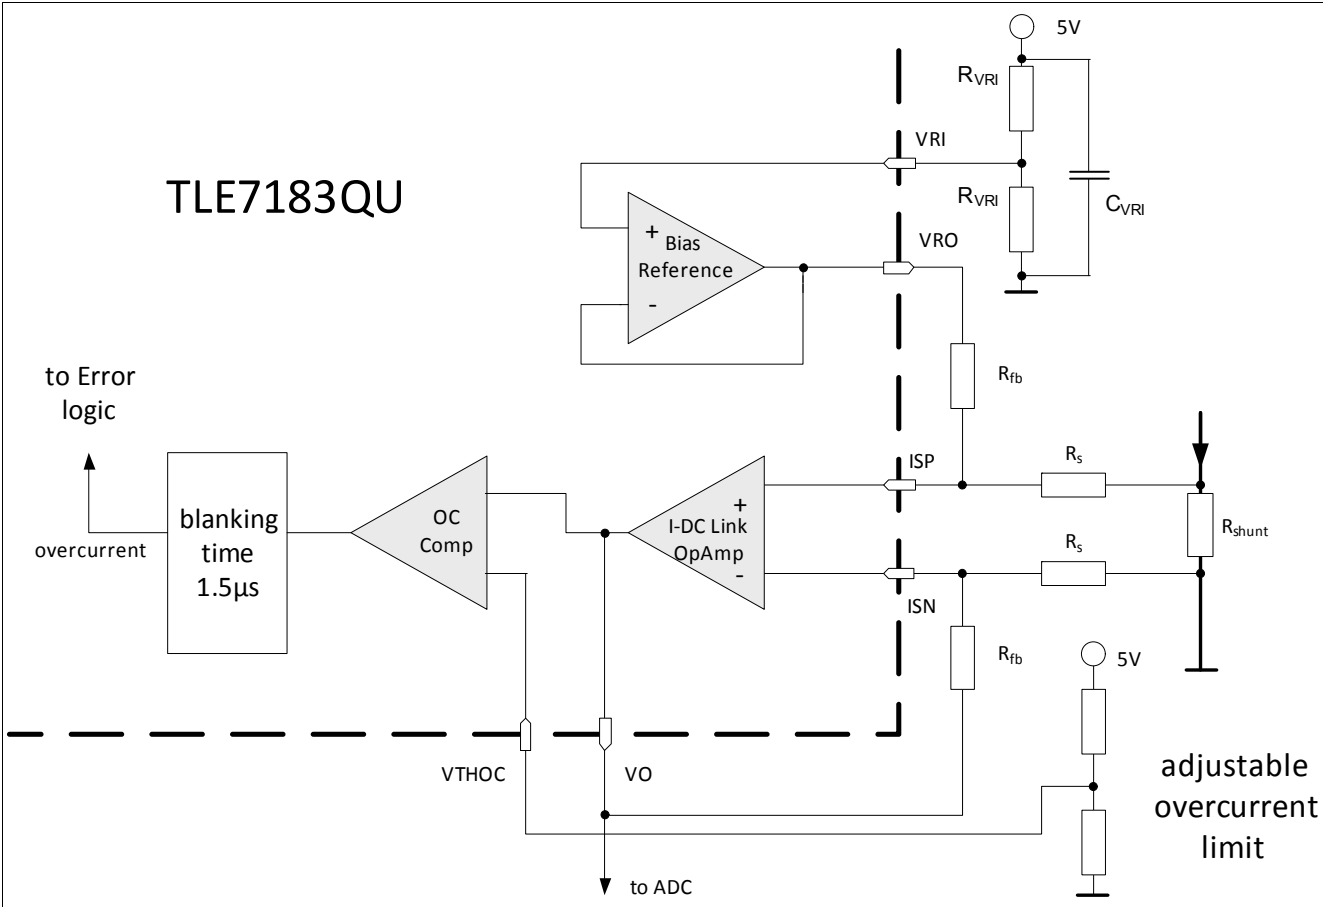 5V
RVRI
VRI
TLE7183QU
RVRI
CVRI
VRO
+
Bias
Reference
-
to Error
logic
Rfb
ISP
Rs
blanking
time
1.5µs
OC
Comp
+
I-DC Link
OpAmp
-
Rshunt
overcurrent
Rs
ISN
Rfb
5V
VTHOC
VO
adjustable
overcurrent
limit
to ADC